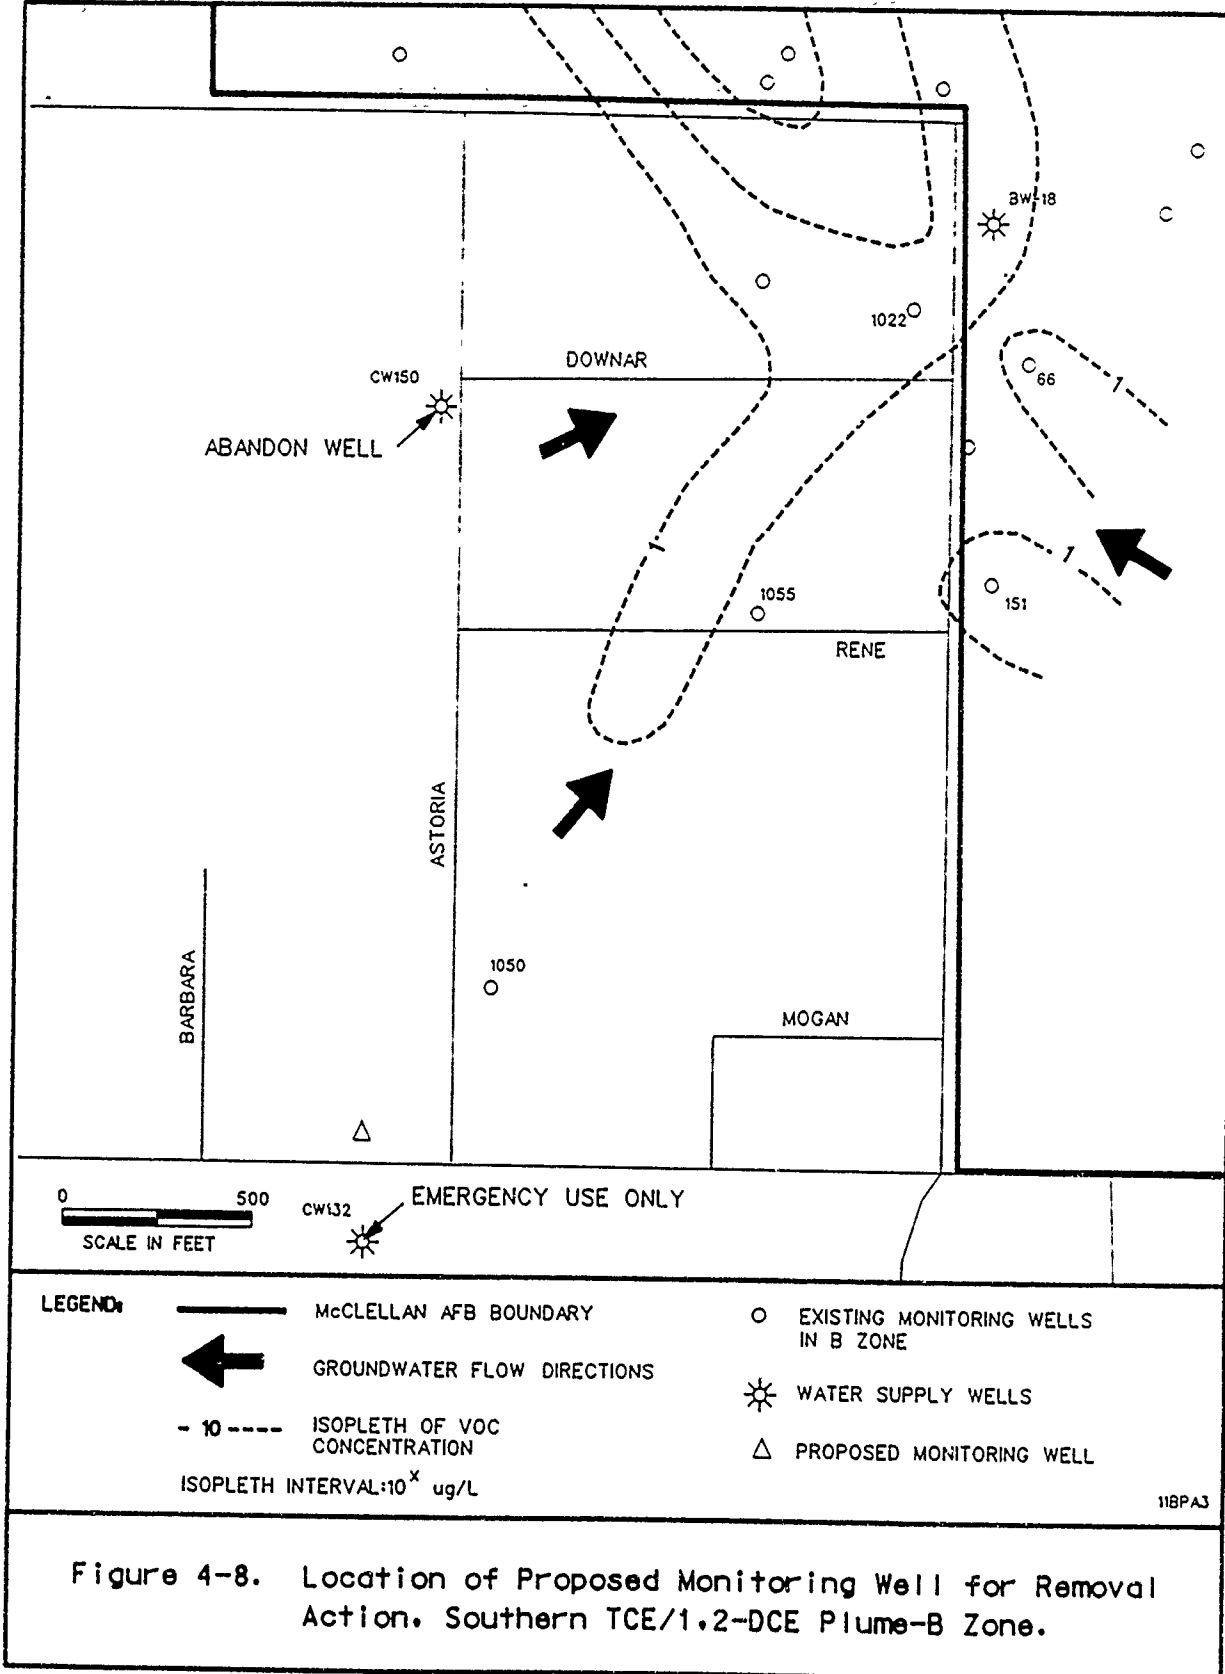 BW-18
1022
DOWNAR
CW150
66
1
ABANDON WELL
1
1
1055
151
RENE
ASTORIA
1050
BARBARA
MOGAN
0 500
SCALE IN FEET
CW132
EMERGENCY USE ONLY
LEGEND:
McCLELLAN AFB BOUNDARY
GROUNDWATER FLOW DIRECTIONS
- 10 ---- ISOPLETH OF VOC
CONCENTRATION
ISOPLETH INTERVAL:10^x ug/L
EXISTING MONITORING WELLS
IN B ZONE
WATER SUPPLY WELLS
PROPOSED MONITORING WELL
11BPA3
Figure 4-8. Location of Proposed Monitoring Well for Removal
Action. Southern TCE/1,2-DCE Plume-B Zone.